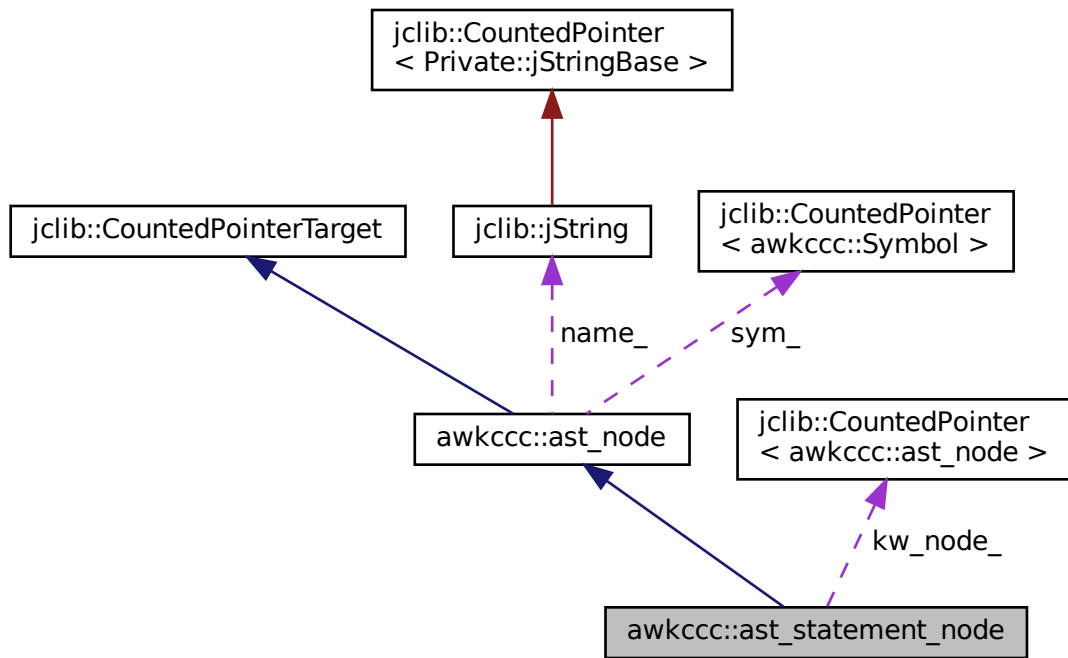 jclib::CountedPointer
< Private::jStringBase >
jclib::CountedPointerTarget
jclib::jString
jclib::CountedPointer
< awkccc::Symbol >
name_
sym_
awkccc::ast_node
jclib::CountedPointer
< awkccc::ast_node >
kw_node_
awkccc::ast_statement_node